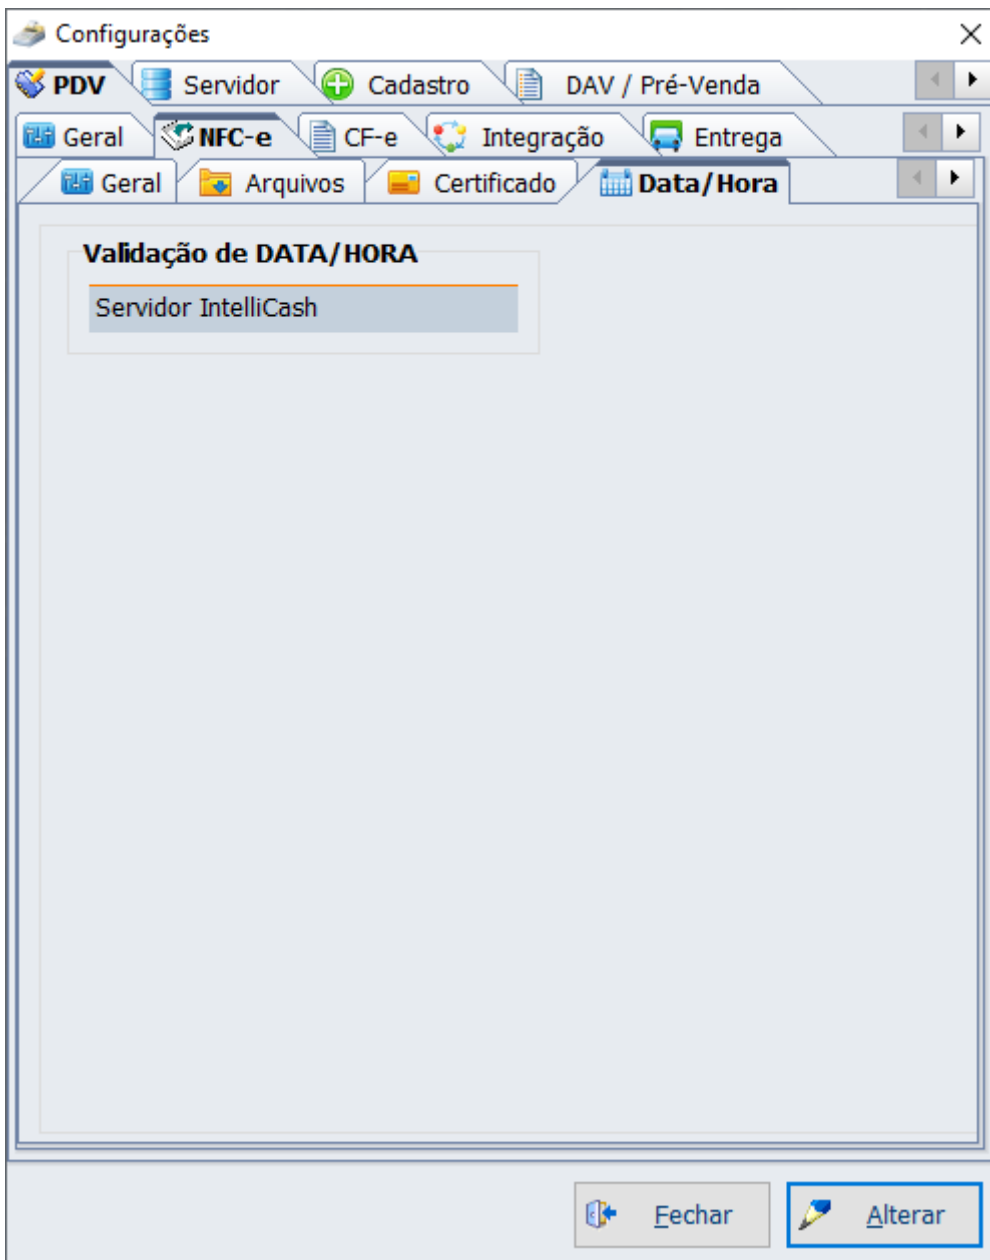 Configurações
PDV Servidor Cadastro DAV / Pré-Venda
Geral NFC-e CF-e Integração Entrega
Geral Arquivos Certificado Data/Hora
Validação de DATA/HORA
Servidor IntelliCash
Fechar Alterar